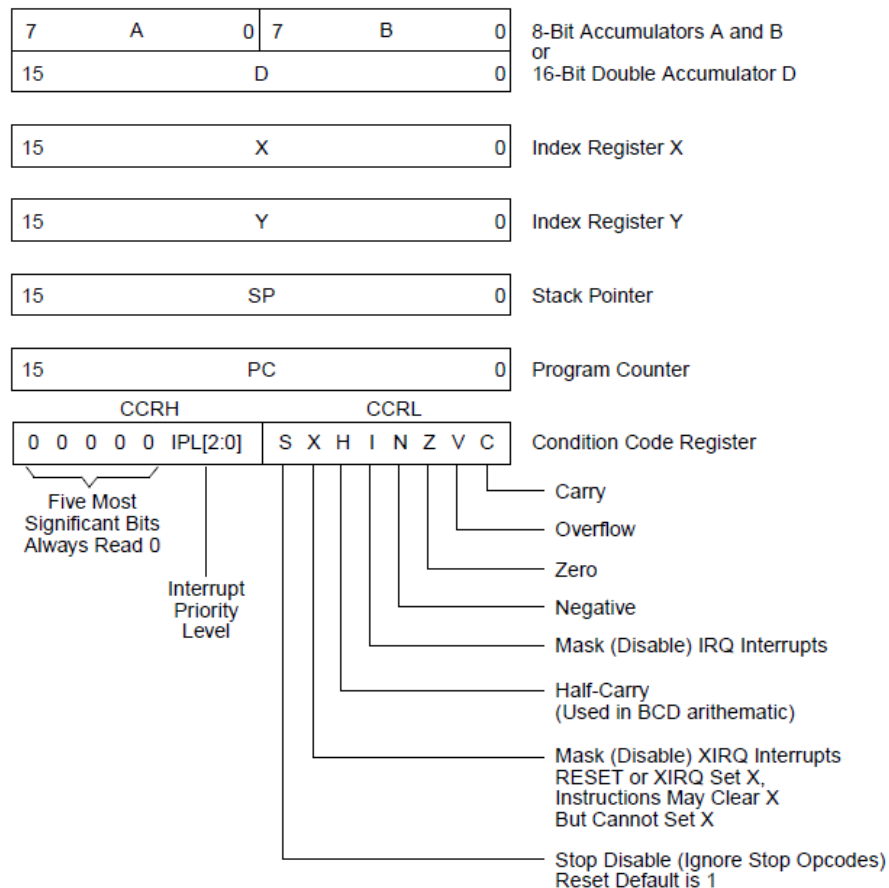 7 A 0 7 B 0 8-Bit Accumulators A and B
or
15 D 0 16-Bit Double Accumulator D
15 X 0 Index Register X
15 Y 0 Index Register Y
15 SP 0 Stack Pointer
15 PC 0 Program Counter
CCRH CCRL
0 0 0 0 0 IPL[2:0] S X H I N Z V C Condition Code Register
Five Most
Significant Bits
Always Read 0
Interrupt
Priority
Level
Carry
Overflow
Zero
Negative
Mask (Disable) IRQ Interrupts
Half-Carry
(Used in BCD arithematic)
Mask (Disable) XIRQ Interrupts
RESET or XIRQ Set X,
Instructions May Clear X
But Cannot Set X
Stop Disable (Ignore Stop Opcodes)
Reset Default is 1